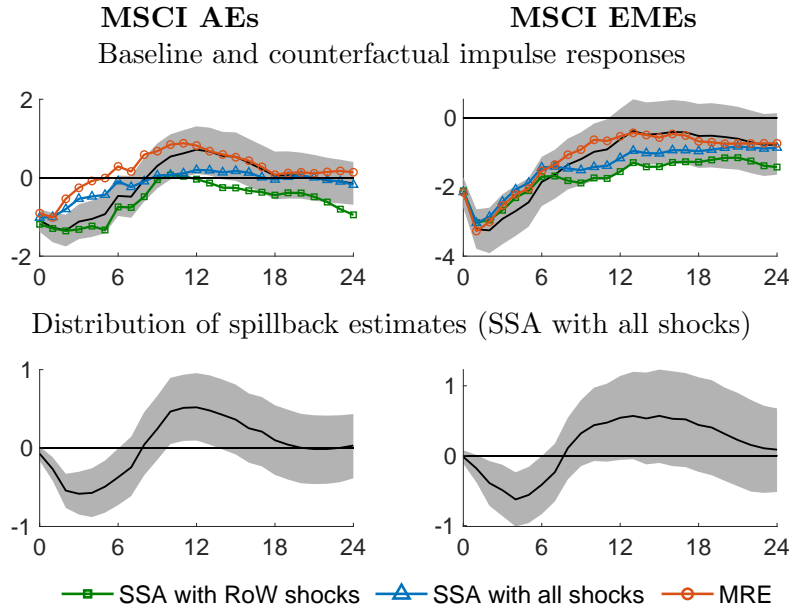 MSCI AEs MSCI EMEs
Baseline and counterfactual impulse responses
2
0
-2
0 6 12 18 24
0
-2
-4
0 6 12 18 24
Distribution of spillback estimates (SSA with all shocks)
1
0
-1
0 6 12 18 24
1
0
-1
0 6 12 18 24
SSA with RoW shocks SSA with all shocks MRE